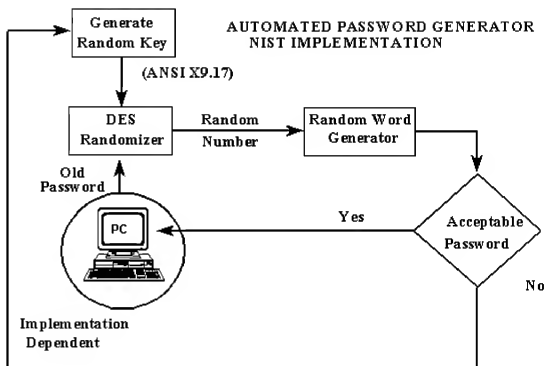 AUTOMATED PASSWORD GENERATOR
NIST IMPLEMENTATION
Generate
Random Key
(ANSI X9.17)
DES
Randomizer
Random
Number
Random Word
Generator
Old
Password
PC
Yes
Acceptable
Password
No
Implementation
Dependent